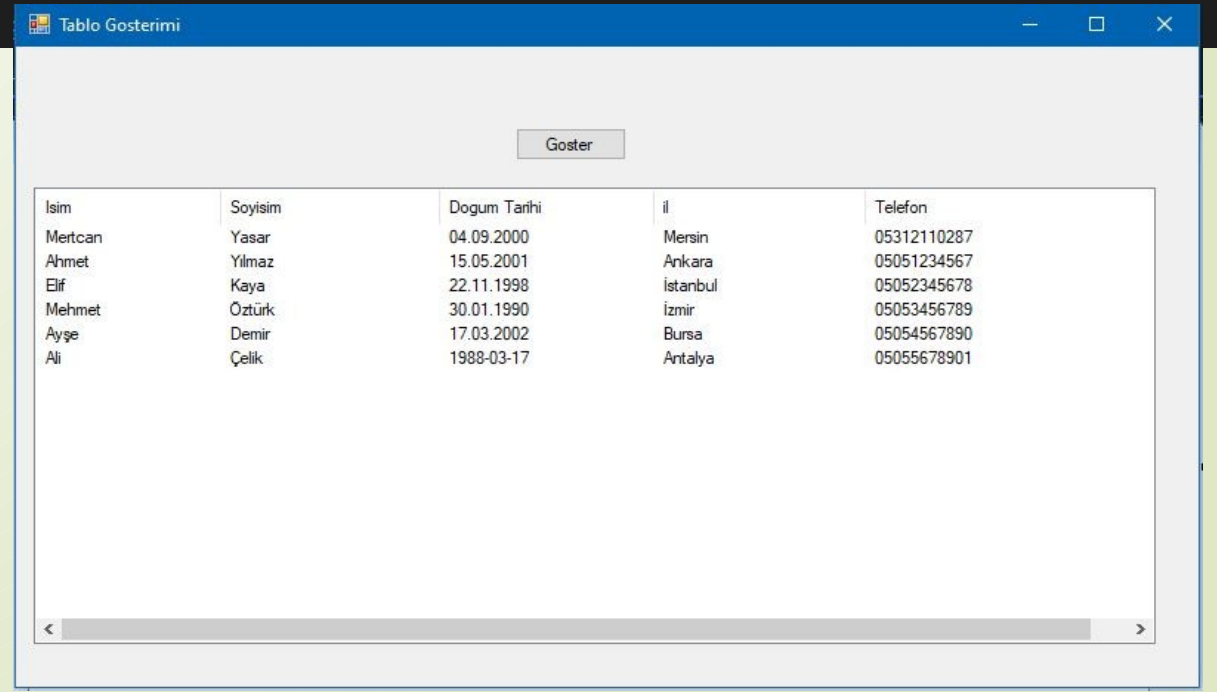 Tablo Gosterimi
Goster
Isim Soyisim Dogum Tarihi il Telefon
Mertcan Yasar 04.09.2000 Mersin 05312110287
Ahmet Yılmaz 15.05.2001 Ankara 05051234567
Elif Kaya 22.11.1998 İstanbul 05052345678
Mehmet Öztürk 30.01.1990 İzmir 05053456789
Ayşe Demir 17.03.2002 Bursa 05054567890
Ali Çelik 1988-03-17 Antalya 05055678901